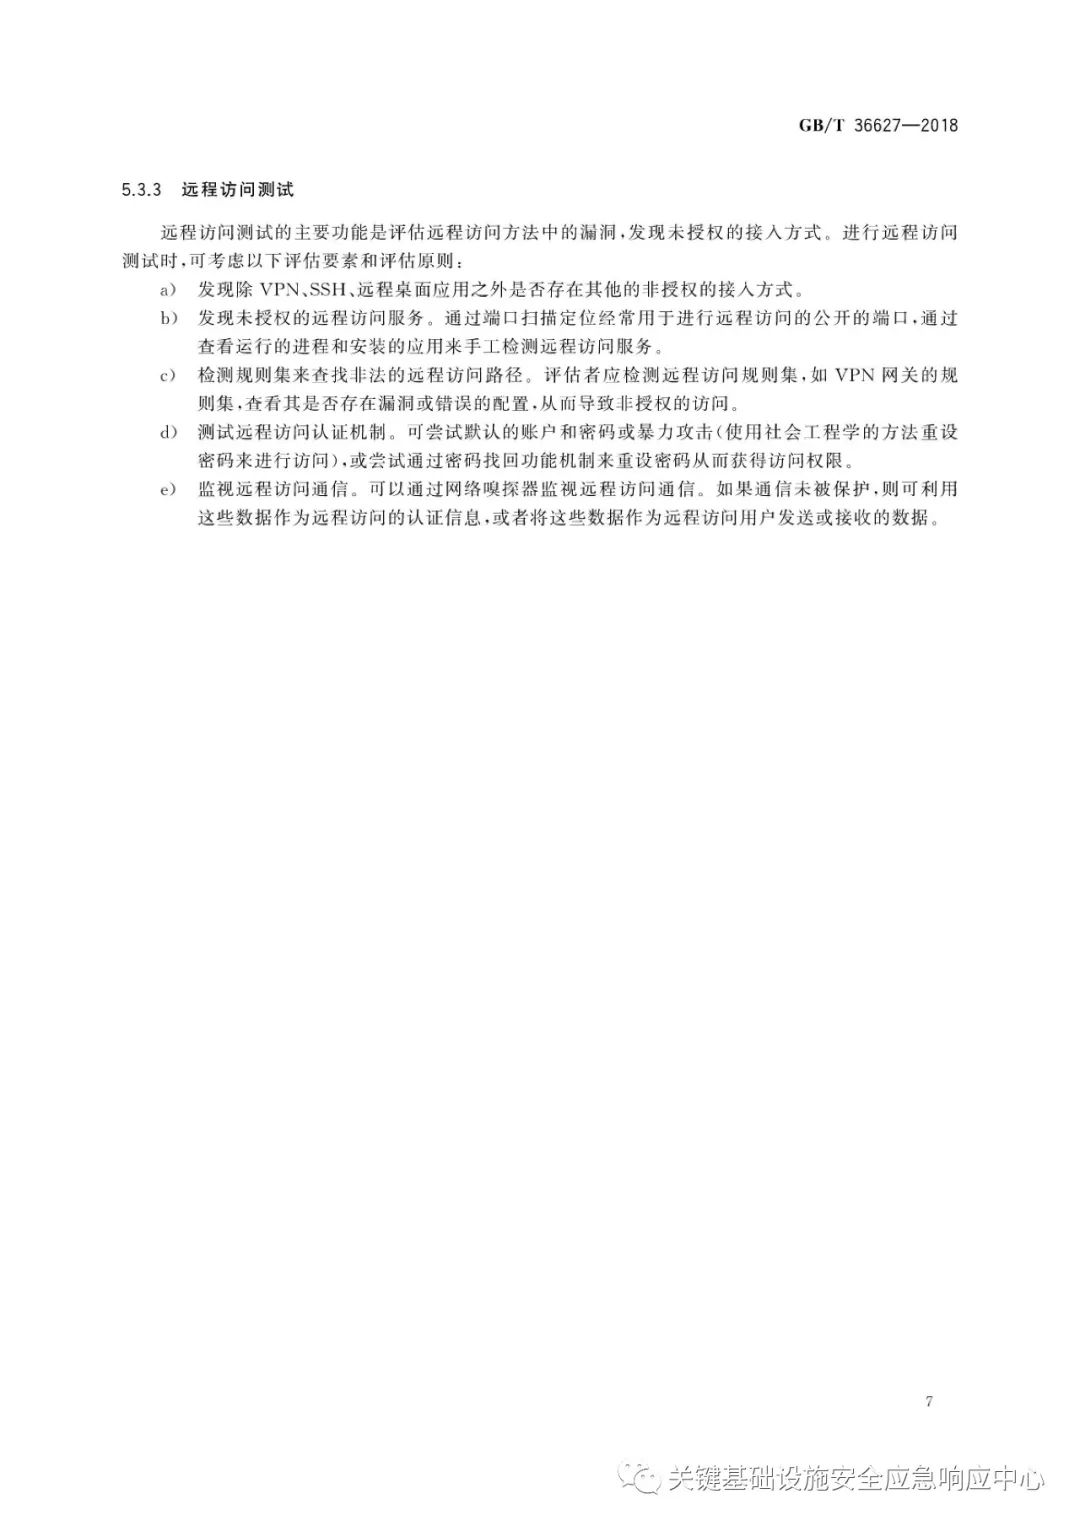 GB/T 36627—2018
5.3.3 远程访问测试
远程访问测试的主要功能是评估远程访问方法中的漏洞,发现未授权的接入方式。进行远程访问
测试时,可考虑以下评估要素和评估原则:
a) 发现除 VPN、SSH、远程桌面应用之外是否存在其他的非授权的接入方式。
b) 发现未授权的远程访问服务。通过端口扫描定位经常用于进行远程访问的公开的端口,通过
查看运行的进程和安装的应用来手工检测远程访问服务。
c) 检测规则集来查找非法的远程访问路径。评估者应检测远程访问规则集,如 VPN 网关的规
则集,查看其是否存在漏洞或错误的配置,从而导致非授权的访问。
d) 测试远程访问认证机制。可尝试默认的账户和密码或暴力攻击(使用社会工程学的方法重设
密码来进行访问),或尝试通过密码找回功能机制来重设密码从而获得访问权限。
e) 监视远程访问通信。可以通过网络嗅探器监视远程访问通信。如果通信未被保护,则可利用
这些数据作为远程访问的认证信息,或者将这些数据作为远程访问用户发送或接收的数据。
7
关键基础设施安全应急响应中心